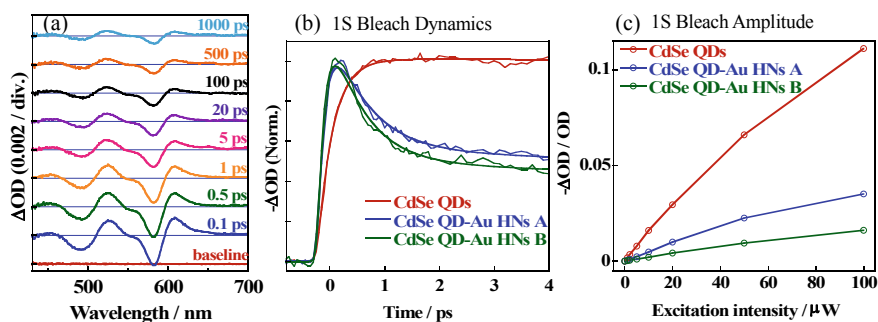 (a)
1000 ps
500 ps
100 ps
20 ps
5 ps
1 ps
0.5 ps
0.1 ps
baseline
ΔOD (0.002 / div.)
500
600
700
Wavelength / nm
(b) 1S Bleach Dynamics
-ΔOD (Norm.)
CdSe QDs
CdSe QD-Au HNs A
CdSe QD-Au HNs B
0
1
2
3
4
Time / ps
(c) 1S Bleach Amplitude
CdSe QDs
CdSe QD-Au HNs A
CdSe QD-Au HNs B
-ΔOD / OD
0.1
0.05
0
0
20
40
60
80
100
Excitation intensity / μW